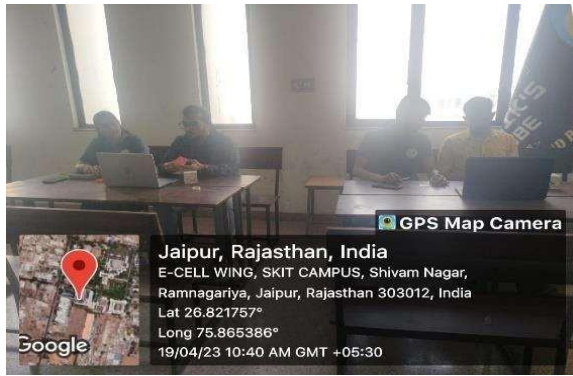 GPS Map Camera
Jaipur, Rajasthan, India
E-CELL WING, SKIT CAMPUS, Shivam Nagar,
Ramnagariya, Jaipur, Rajasthan 303012, India
Lat 26.821757°
Long 75.865386°
19/04/23 10:40 AM GMT +05:30
Google